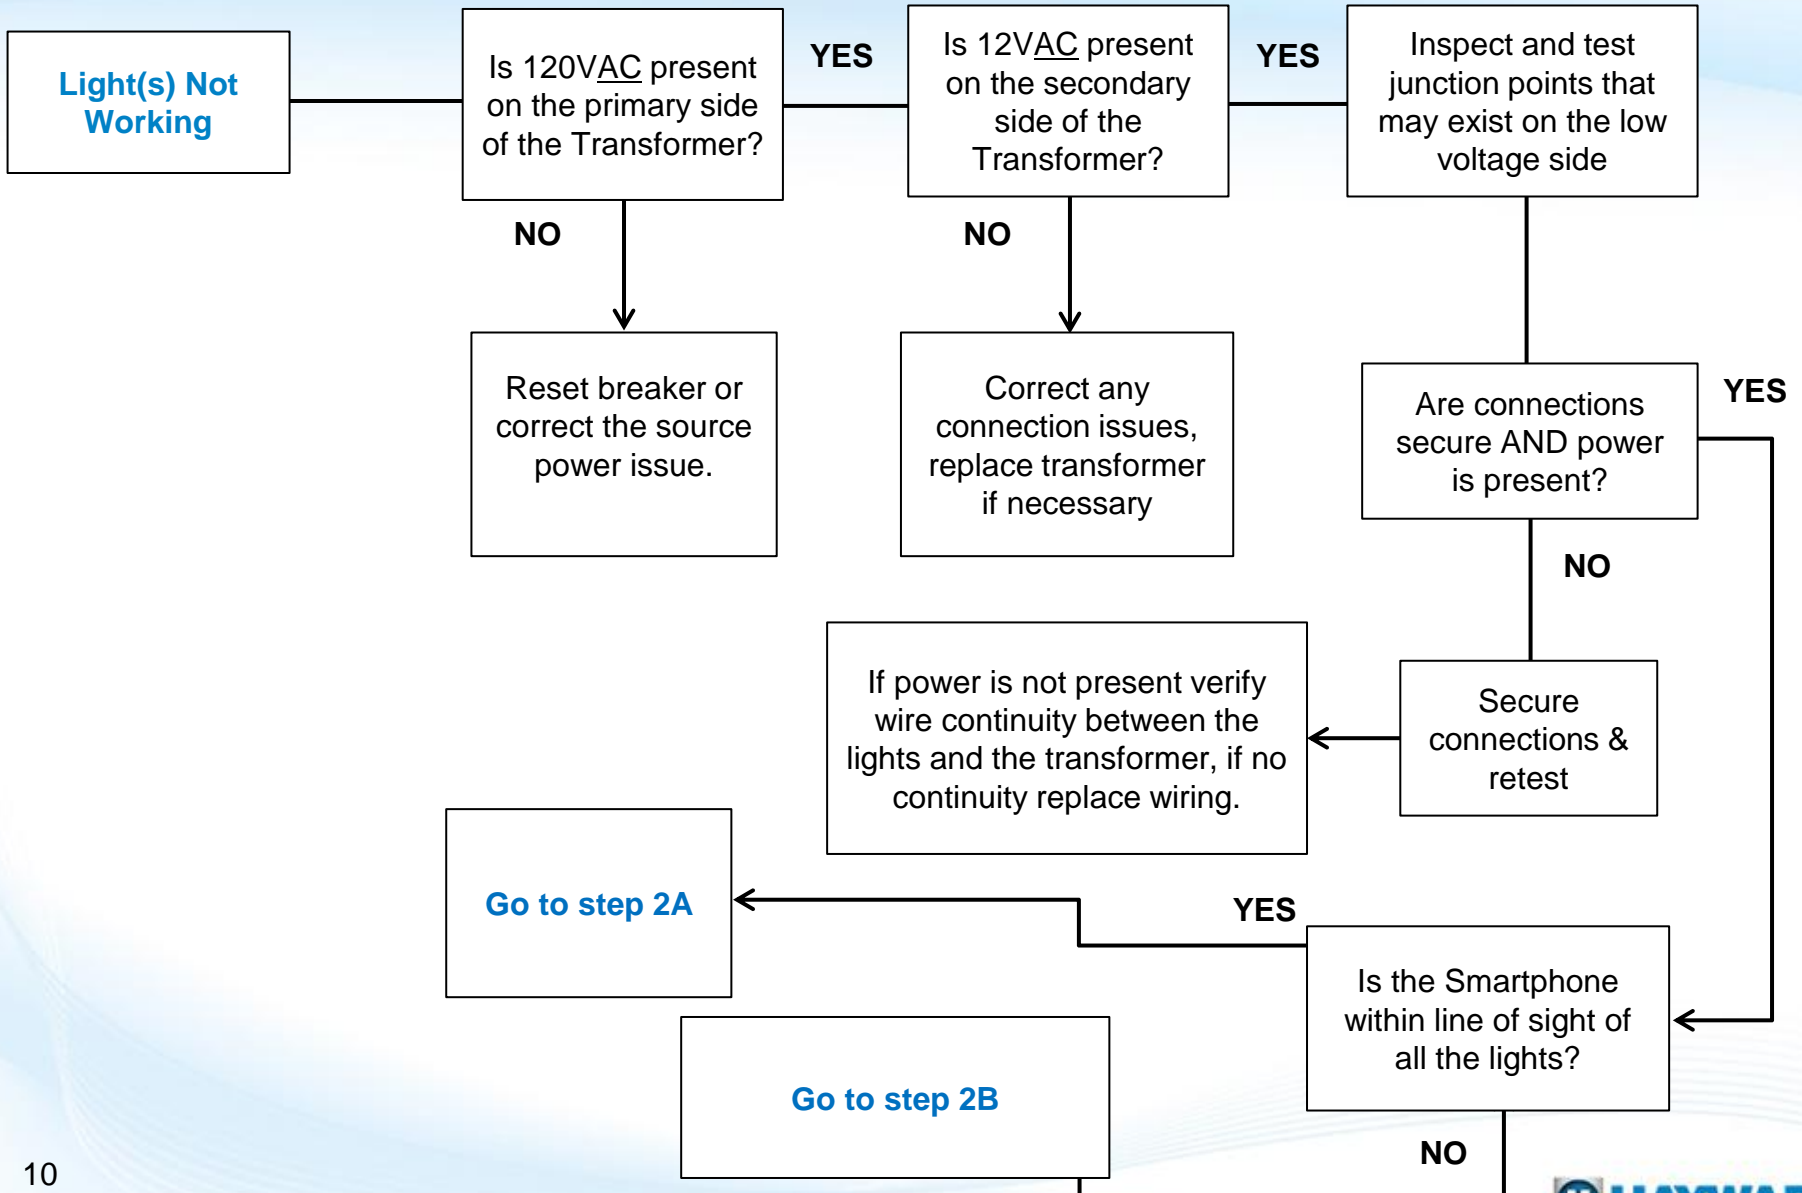 Light(s) Not
Working
Is 120VAC present
on the primary side
of the Transformer?
YES
Is 12VAC present
on the secondary
side of the
Transformer?
YES
Inspect and test
junction points that
may exist on the low
voltage side
NO
NO
Reset breaker or
correct the source
power issue.
Correct any
connection issues,
replace transformer
if necessary
Are connections
secure AND power
is present?
YES
NO
If power is not present verify
wire continuity between the
lights and the transformer, if no
continuity replace wiring.
Secure
connections &
retest
Go to step 2A
YES
Is the Smartphone
within line of sight of
all the lights?
Go to step 2B
NO
10